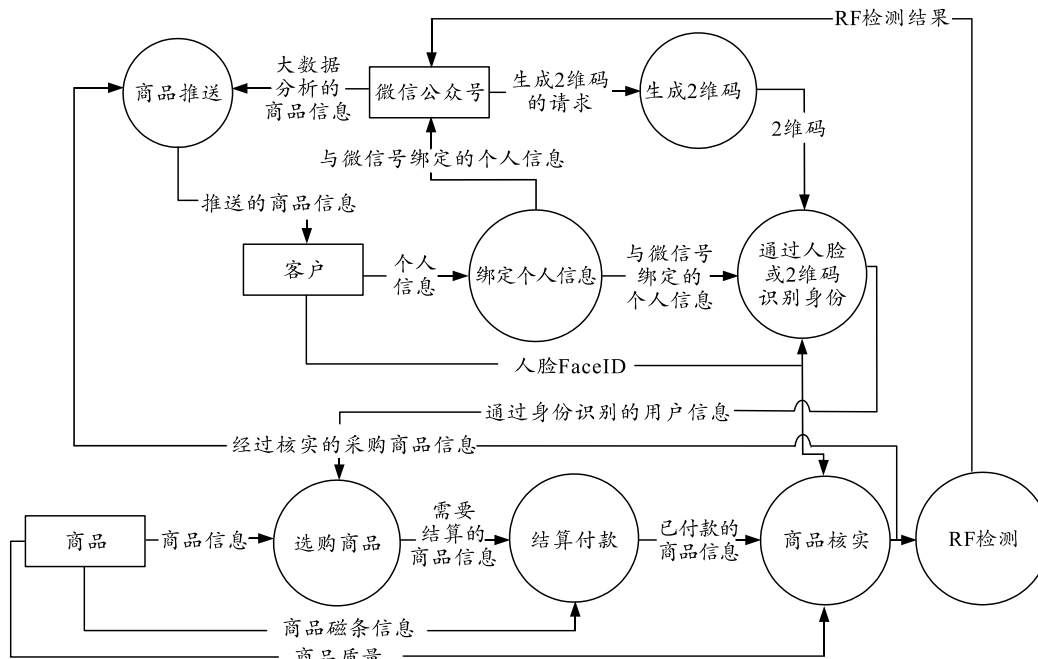 RF检测结果
商品推送
大数据
分析的
商品信息
微信公众号
生成2维码
的请求
生成2维码
2维码
与微信号绑定的个人信息
推送的商品信息
客户
个人
信息
绑定个人信息
与微信号
绑定的
个人信息
通过人脸
或2维码
识别身份
人脸FaceID
通过身份识别的用户信息
经过核实的采购商品信息
商品
商品信息
选购商品
需要
结算的
商品信息
结算付款
已付款的
商品信息
商品核实
RF检测
商品磁条信息
商品质量